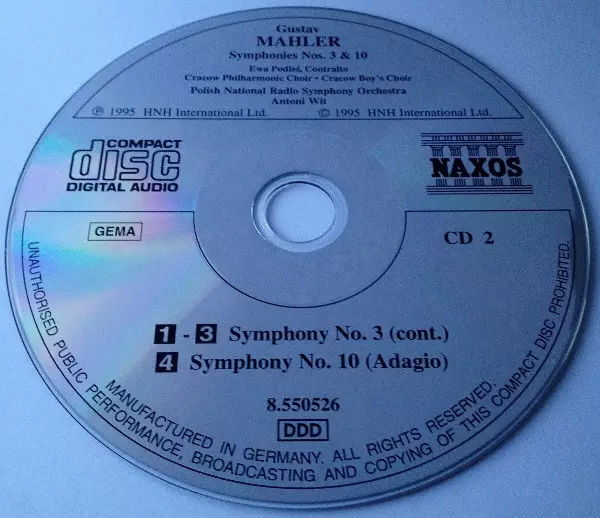 Gustav
MAHLER
Symphonies Nos. 3 & 10
Ewa Podleś, Contralto
Cracow Philharmonic Choir • Cracow Boy's Choir
Polish National Radio Symphony Orchestra
Antoni Wit
℗ 1995 HNH International Ltd. © 1995 HNH International Ltd.
COMPACT
disc
DIGITAL AUDIO
NAXOS
GEMA
CD 2
1 - 3 Symphony No. 3 (cont.)
4 Symphony No. 10 (Adagio)
8.550526
DDD
MANUFACTURED IN GERMANY. ALL RIGHTS RESERVED.
UNAUTHORISED PUBLIC PERFORMANCE, BROADCASTING AND COPYING OF THIS COMPACT DISC PROHIBITED.